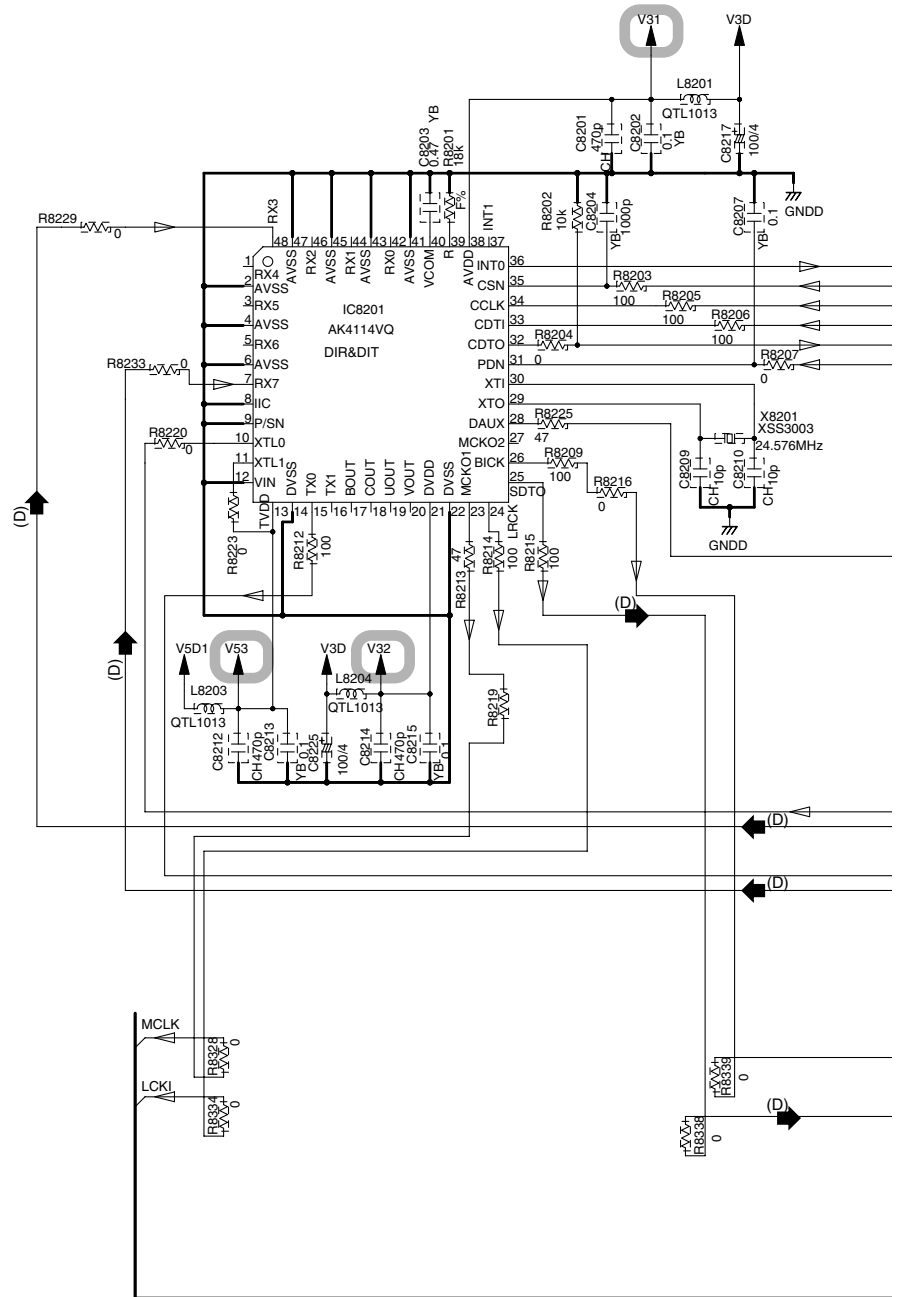 V31
V3D
L8201
QTL1013
C8203
0.47
YB
R8201
18k
F%
C8201
470p
CH
C8202
0.1
YB
C8217
100/4
R8229
0
RX3
INT1
R8202
10k
C8204
1000p
YB
C8207
0.1
YB
GNDD
48 47 46 45 44 43 42 41 40 39 38 37
AVSS
RX2
AVSS
RX1
AVSS
RX0
AVSS
VCOM
R
AVDD
1
RX4
2
AVSS
3
RX5
4
AVSS
5
RX6
6
AVSS
7
RX7
8
IIC
9
P/SN
10
XTL0
11
XTL1
12
VIN
IC8201
AK4114VQ
DIR&DIT
INT0
36
CSN
35
CCLK
34
CDTI
33
CDTO
32
PDN
31
XTI
30
XTO
29
DAUX
28
MCKO2
27
BICK
26
SDTO
25
R8203
100
R8205
100
R8206
100
R8204
0
R8207
0
R8225
47
X8201
XSS3003
24.576MHz
R8209
100
R8216
0
C8209
10p
CH
C8210
10p
CH
GNDD
R8233
0
R8220
0
TVDD
DVSS
TX0
TX1
BOUT
COUT
UOUT
VOUT
DVDD
DVSS
MCKO1
LRCK
13 14 15 16 17 18 19 20 21 22 23 24
R8223
0
R8212
100
R8213
47
R8214
100
R8215
100
(D)
(D)
(D)
V5D1
V53
V3D
V32
L8203
QTL1013
L8204
QTL1013
C8212
CH470p
C8213
YB 0.1
C8225
100/4
C8214
CH470p
C8215
YB 0.1
R8219
(D)
(D)
MCLK
R8328
0
LCKI
R8334
0
R8339
0
(D)
R8338
0